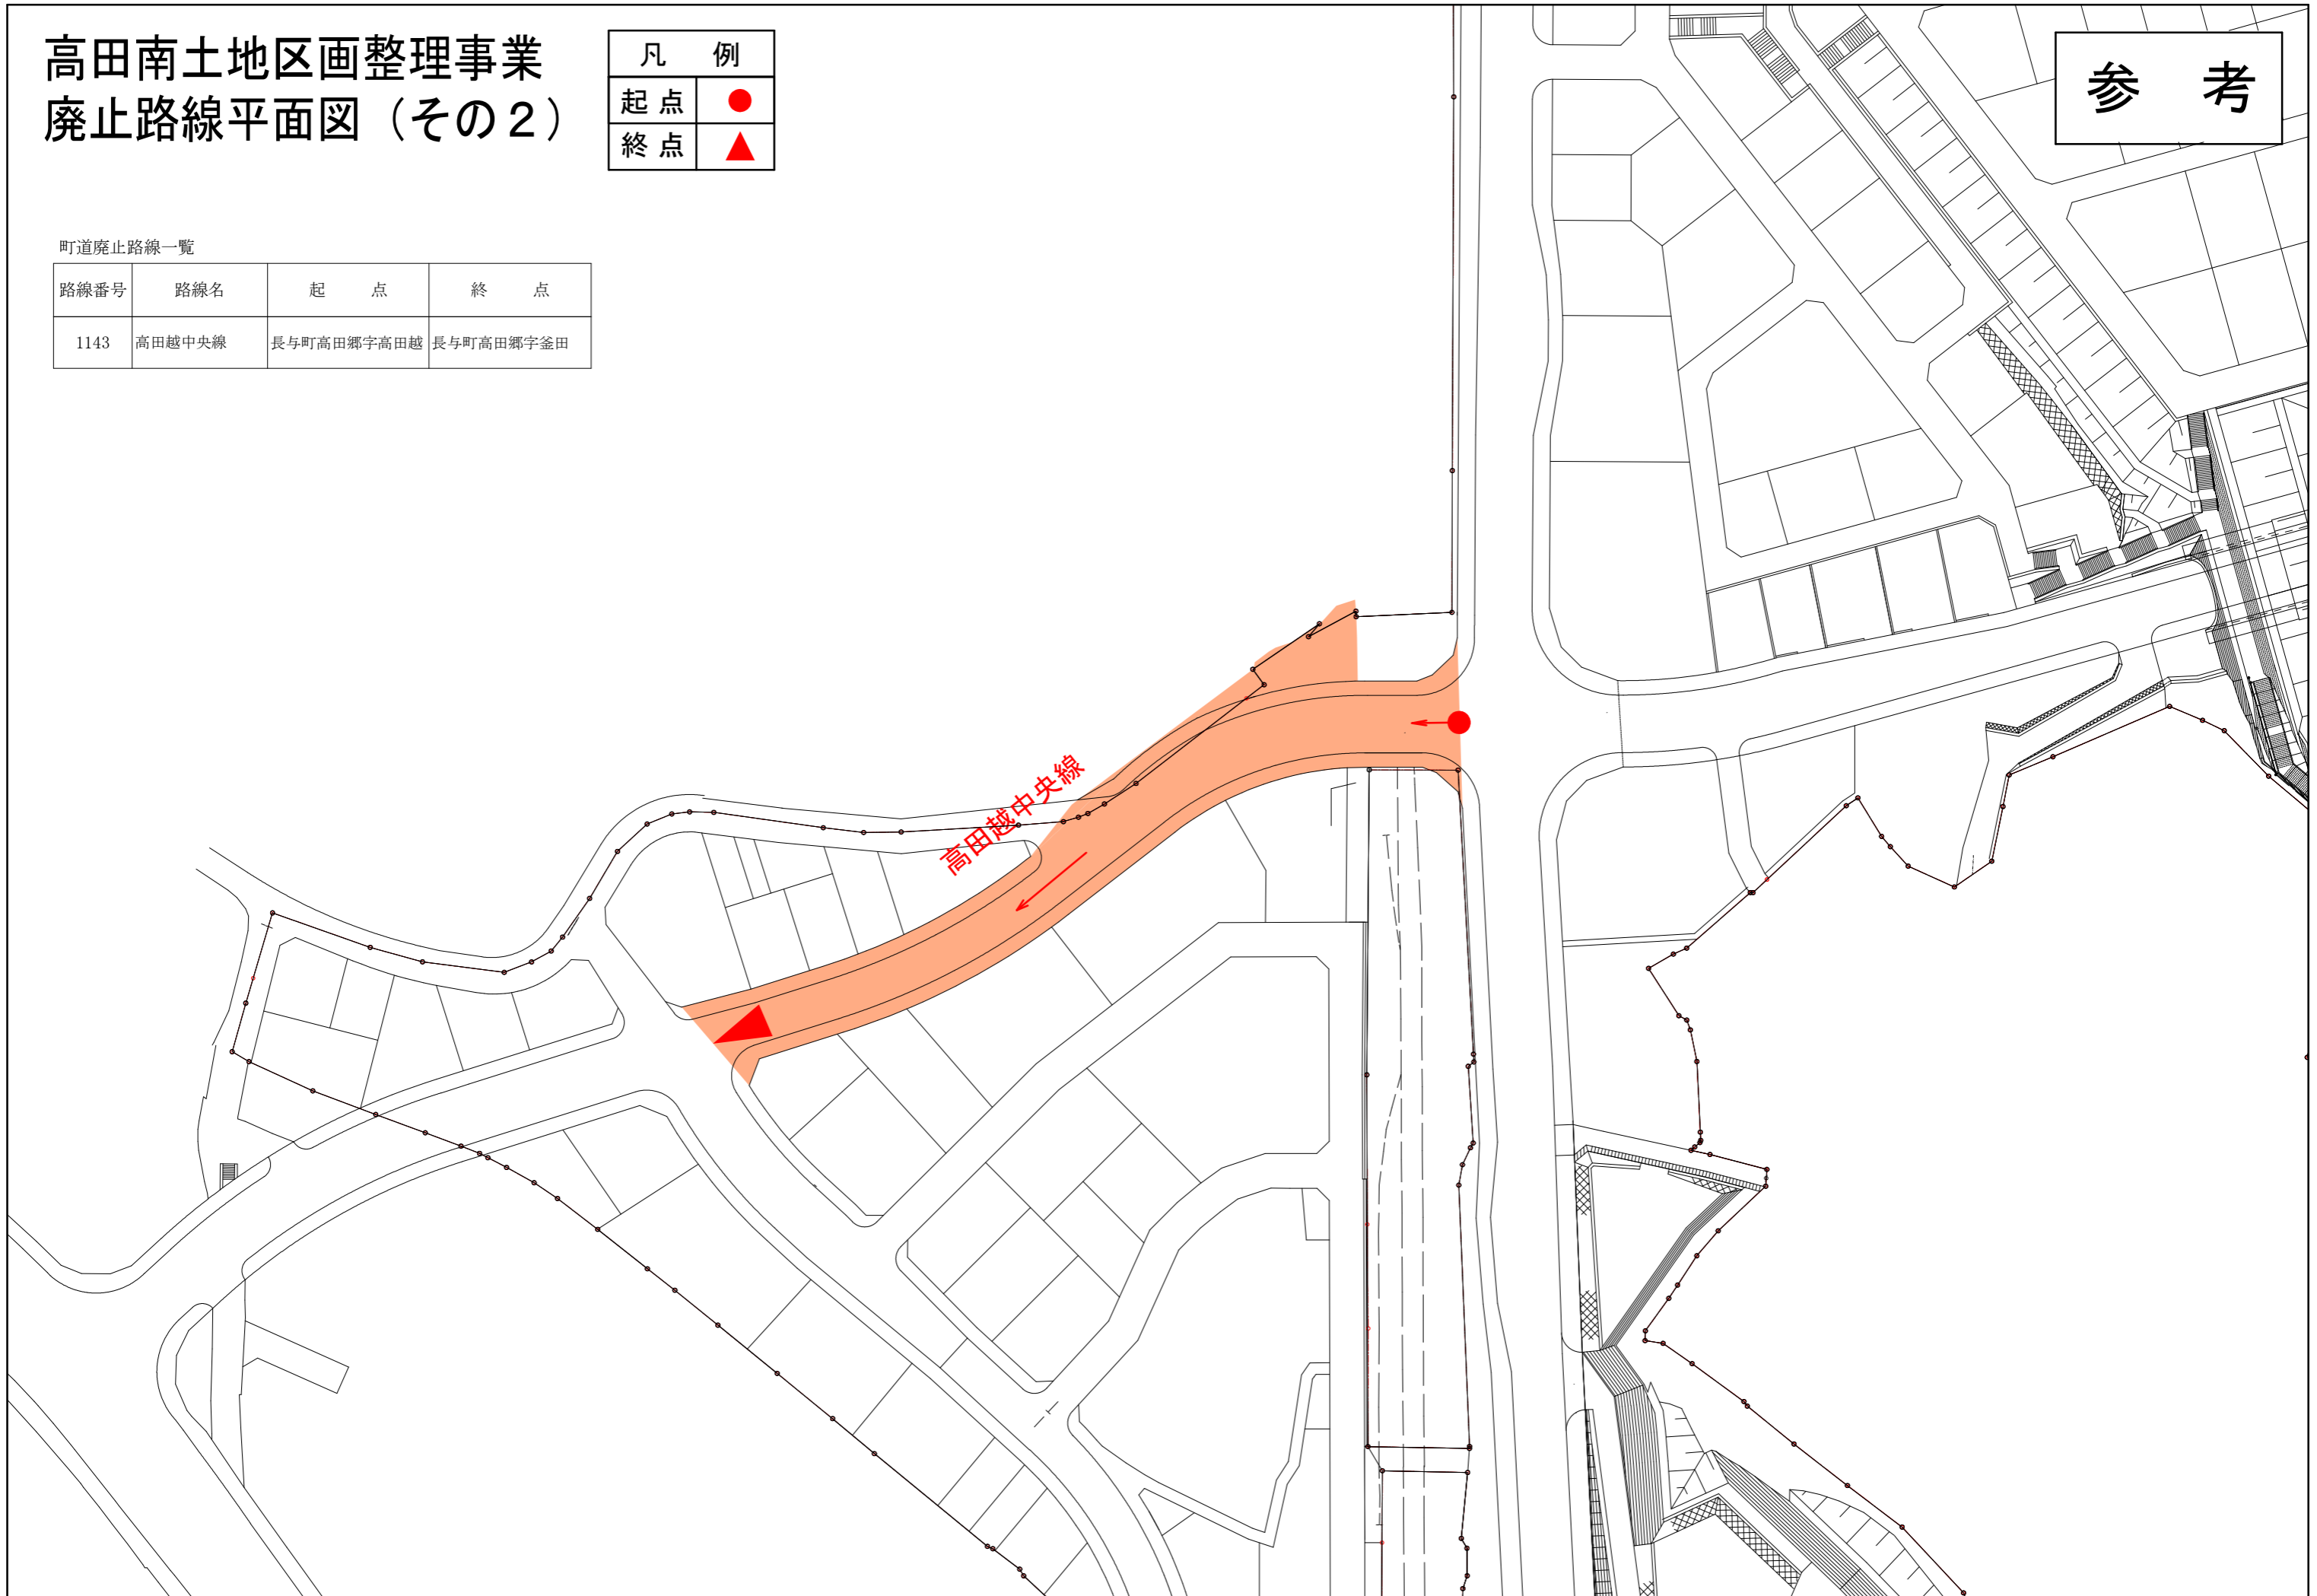 高田南土地区画整理事業
廃止路線平面図（その２）
凡　例
起 点
終 点
参　考
町道廃止路線一覧
路線番号 路線名 起　点 終　点
1143 高田越中央線 長与町高田郷字高田越 長与町高田郷字釜田
高田越中央線